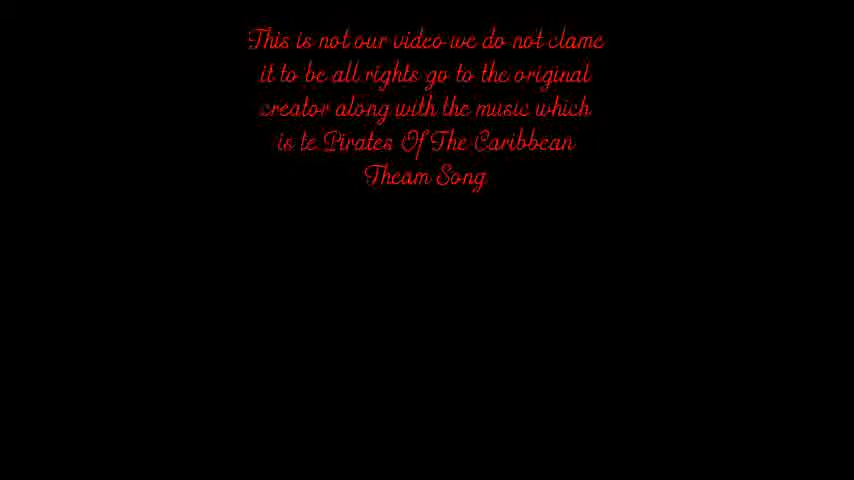 This is not our video we do not clame
it to be all rights go to the original
creator along with the music which
is te Pirates Of The Caribbean
Theam Song